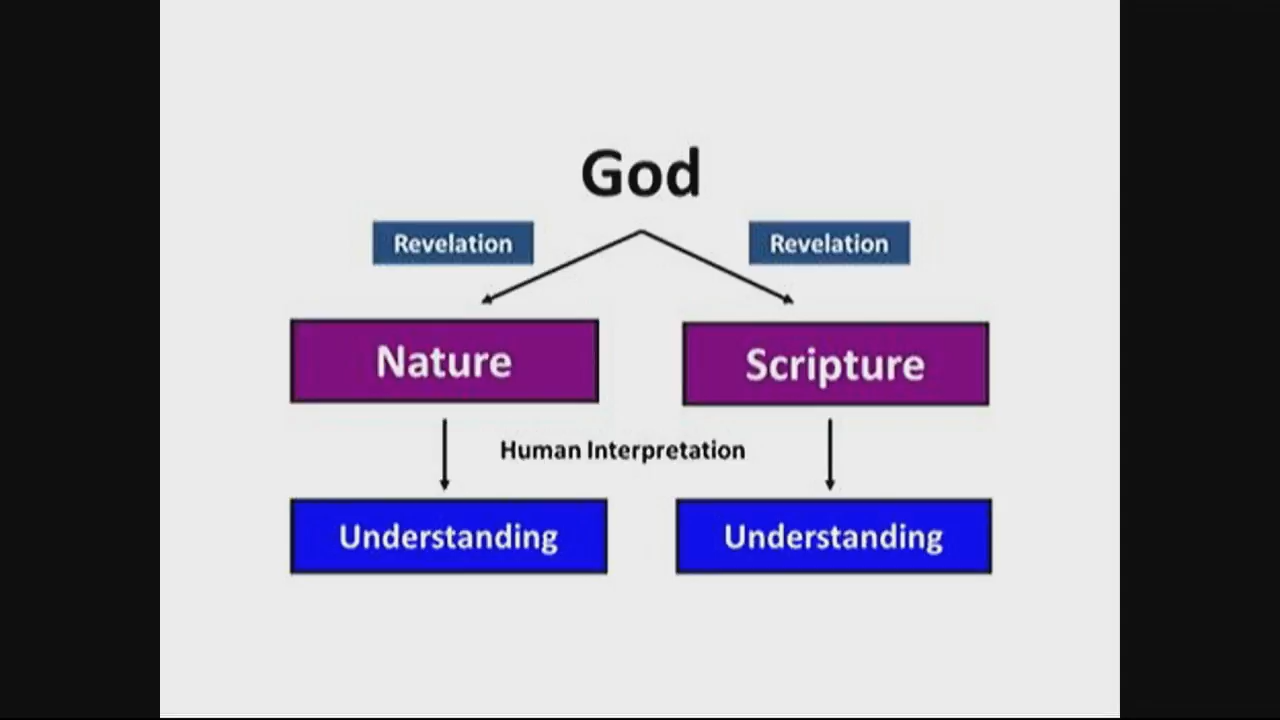 God
Revelation
Revelation
Nature
Scripture
Human Interpretation
Understanding
Understanding